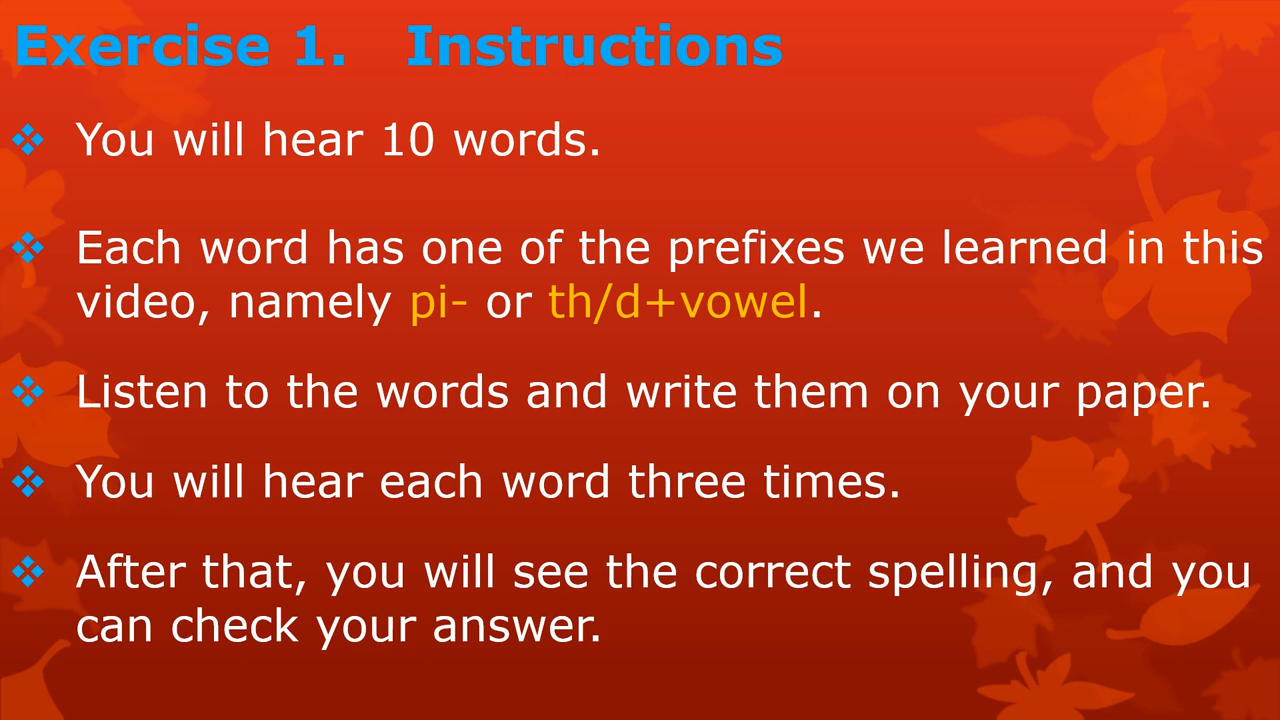 Exercise 1. Instructions
❖ You will hear 10 words.
❖ Each word has one of the prefixes we learned in this
video, namely pi- or th/d+vowel.
❖ Listen to the words and write them on your paper.
❖ You will hear each word three times.
❖ After that, you will see the correct spelling, and you
can check your answer.